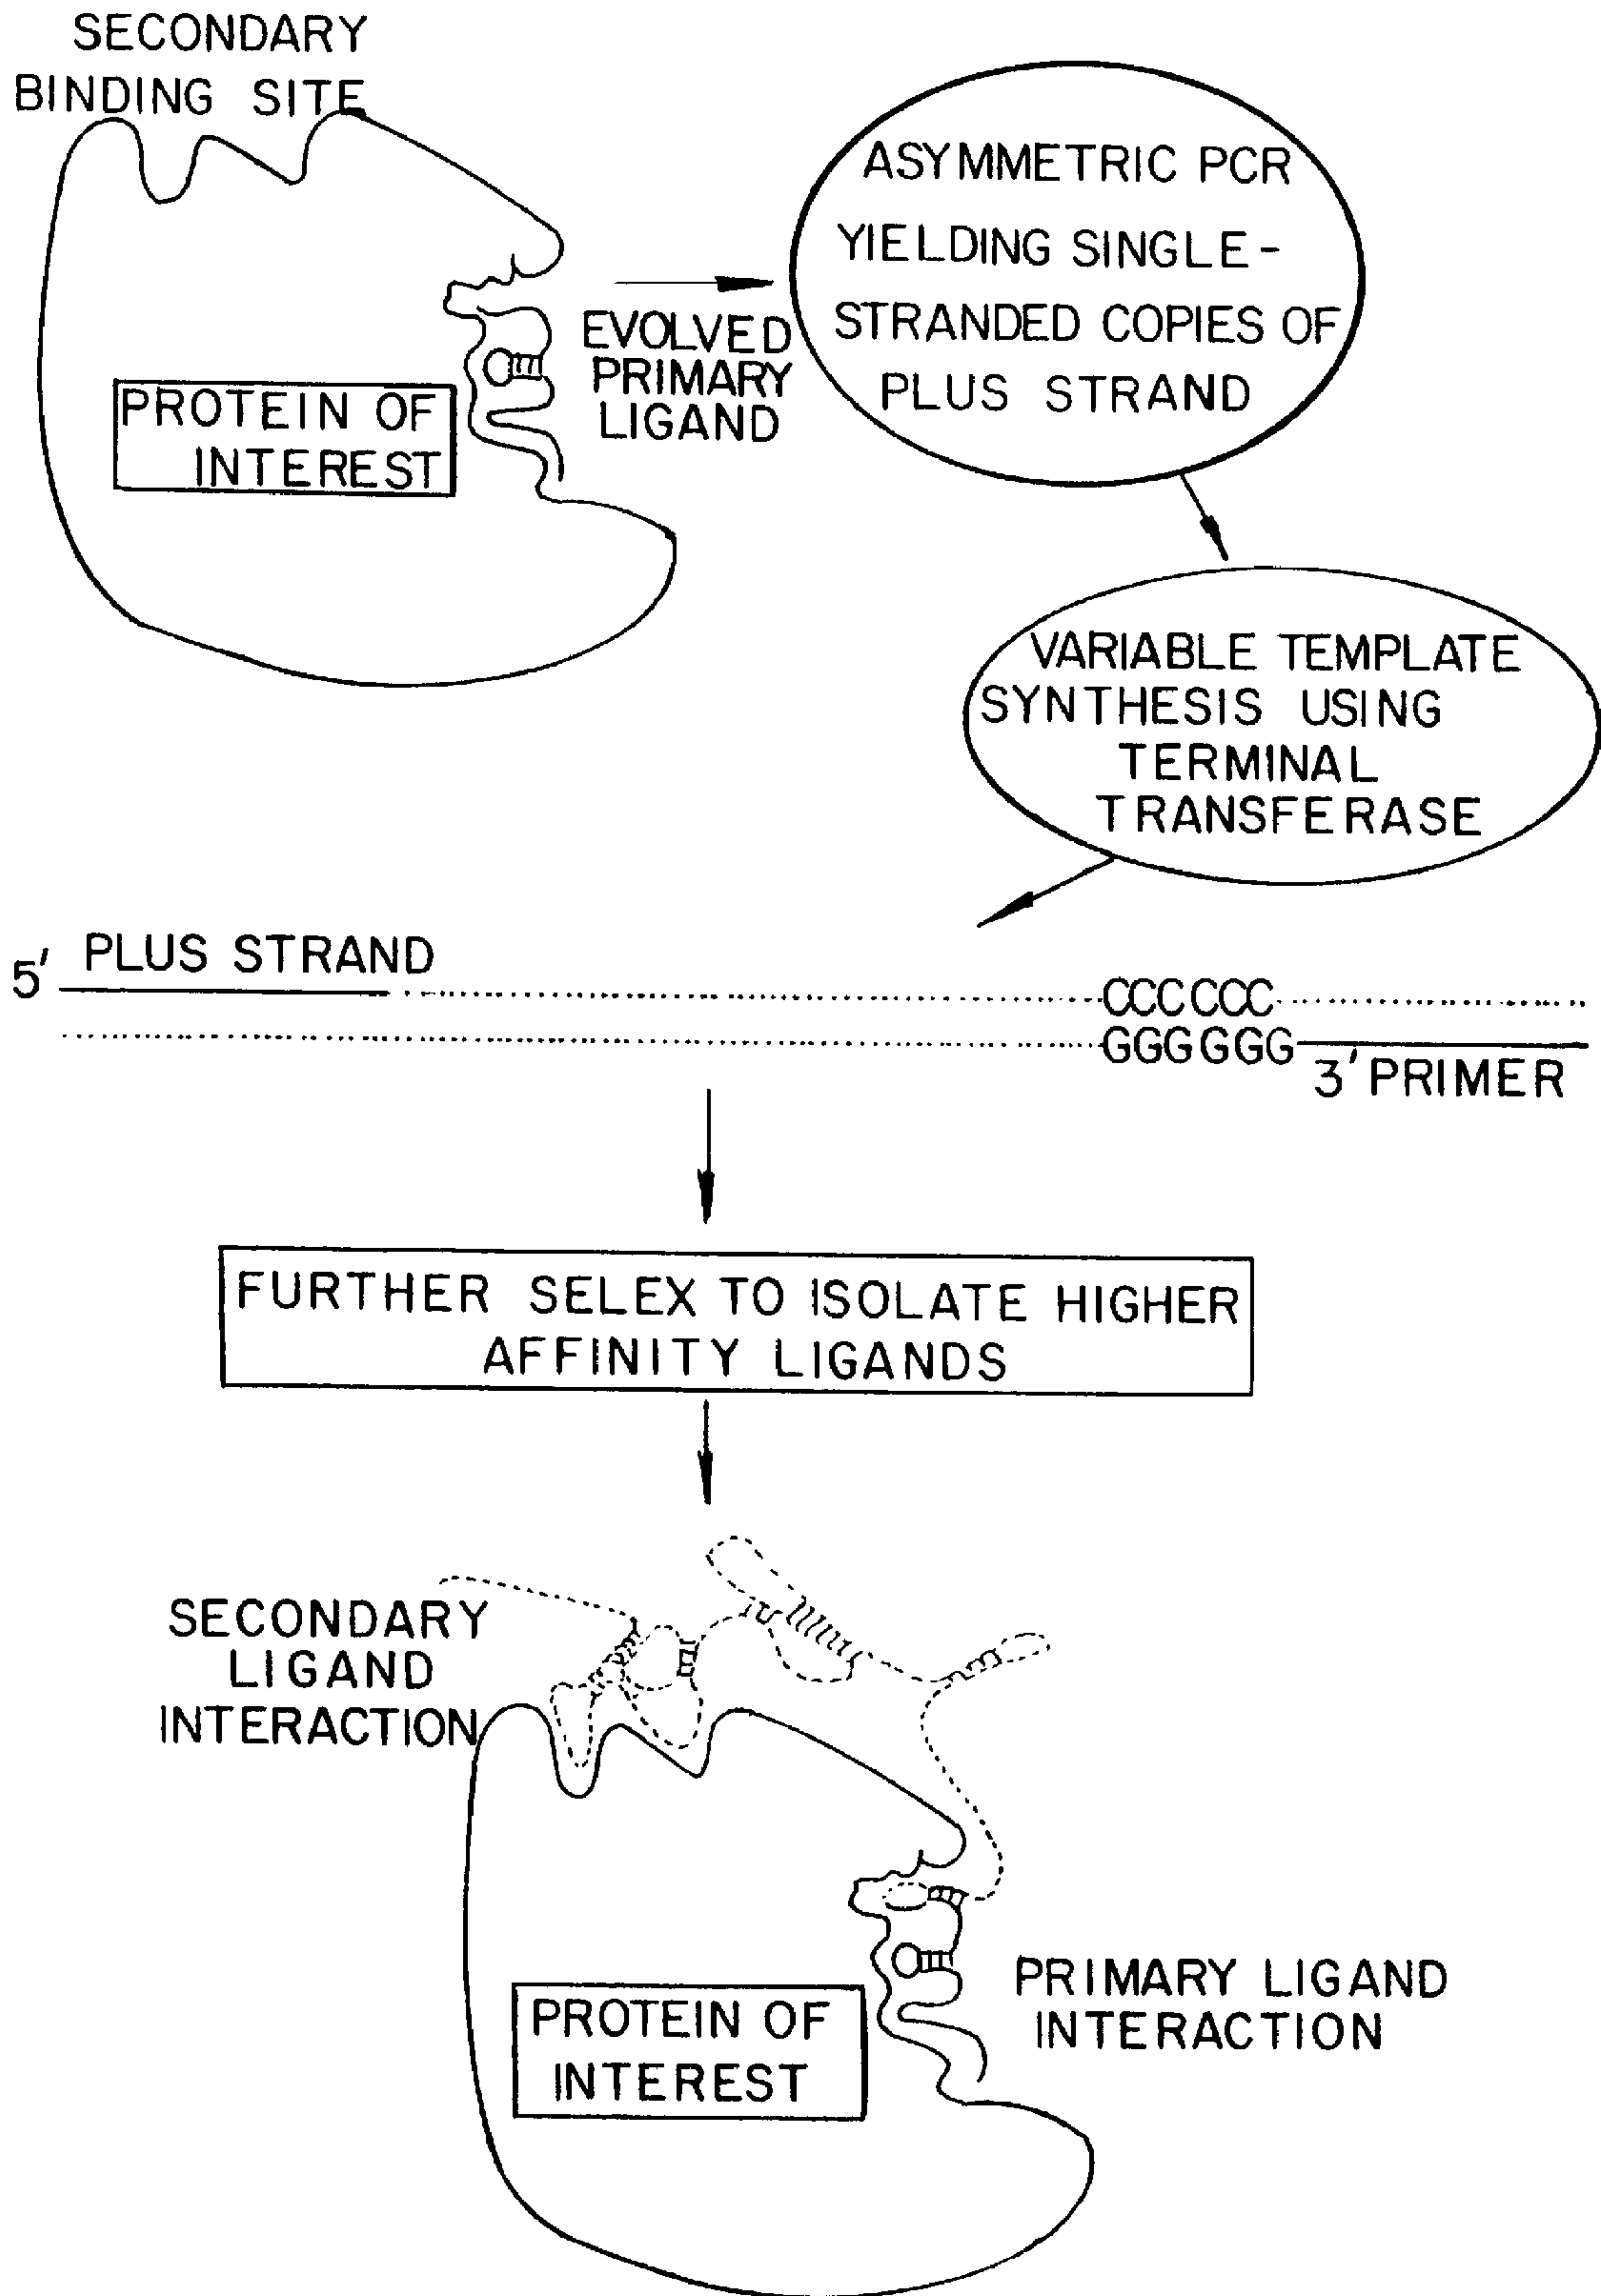 SECONDARY
BINDING SITE
ASYMMETRIC PCR
YIELDING SINGLE-
STRANDED COPIES OF
PLUS STRAND
EVOLVED
PRIMARY
LIGAND
PROTEIN OF
INTEREST
VARIABLE TEMPLATE
SYNTHESIS USING
TERMINAL
TRANSFERASE
5' PLUS STRAND
CCCCCC
GGGGGG
3' PRIMER
FURTHER SELEX TO ISOLATE HIGHER
AFFINITY LIGANDS
SECONDARY
LIGAND
INTERACTION
PROTEIN OF
INTEREST
PRIMARY LIGAND
INTERACTION